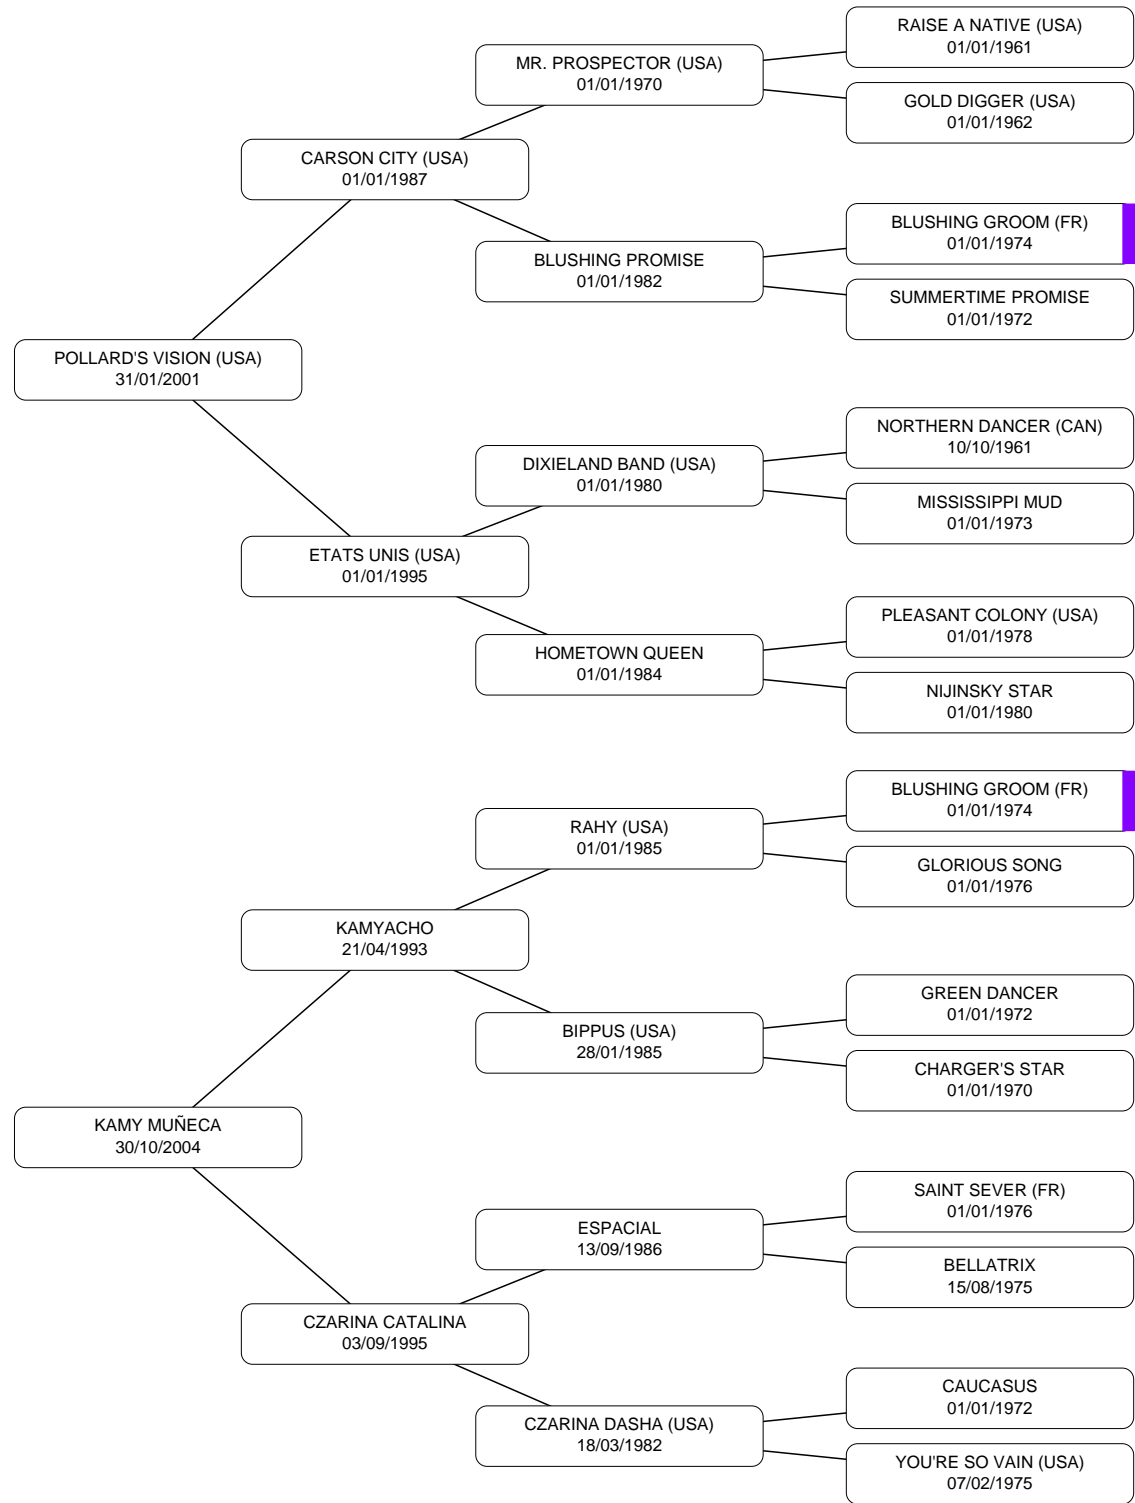 RAISE A NATIVE (USA)
01/01/1961
MR. PROSPECTOR (USA)
01/01/1970
GOLD DIGGER (USA)
01/01/1962
CARSON CITY (USA)
01/01/1987
BLUSHING GROOM (FR)
01/01/1974
BLUSHING PROMISE
01/01/1982
SUMMERTIME PROMISE
01/01/1972
POLLARD'S VISION (USA)
31/01/2001
NORTHERN DANCER (CAN)
10/10/1961
DIXIELAND BAND (USA)
01/01/1980
MISSISSIPPI MUD
01/01/1973
ETATS UNIS (USA)
01/01/1995
PLEASANT COLONY (USA)
01/01/1978
HOMETOWN QUEEN
01/01/1984
NIJINSKY STAR
01/01/1980
BLUSHING GROOM (FR)
01/01/1974
RAHY (USA)
01/01/1985
GLORIOUS SONG
01/01/1976
KAMYACHO
21/04/1993
GREEN DANCER
01/01/1972
BIPPUS (USA)
28/01/1985
CHARGER'S STAR
01/01/1970
KAMY MUÑECA
30/10/2004
SAINT SEVER (FR)
01/01/1976
ESPACIAL
13/09/1986
BELLATRIX
15/08/1975
CZARINA CATALINA
03/09/1995
CAUCASUS
01/01/1972
CZARINA DASHA (USA)
18/03/1982
YOU'RE SO VAIN (USA)
07/02/1975